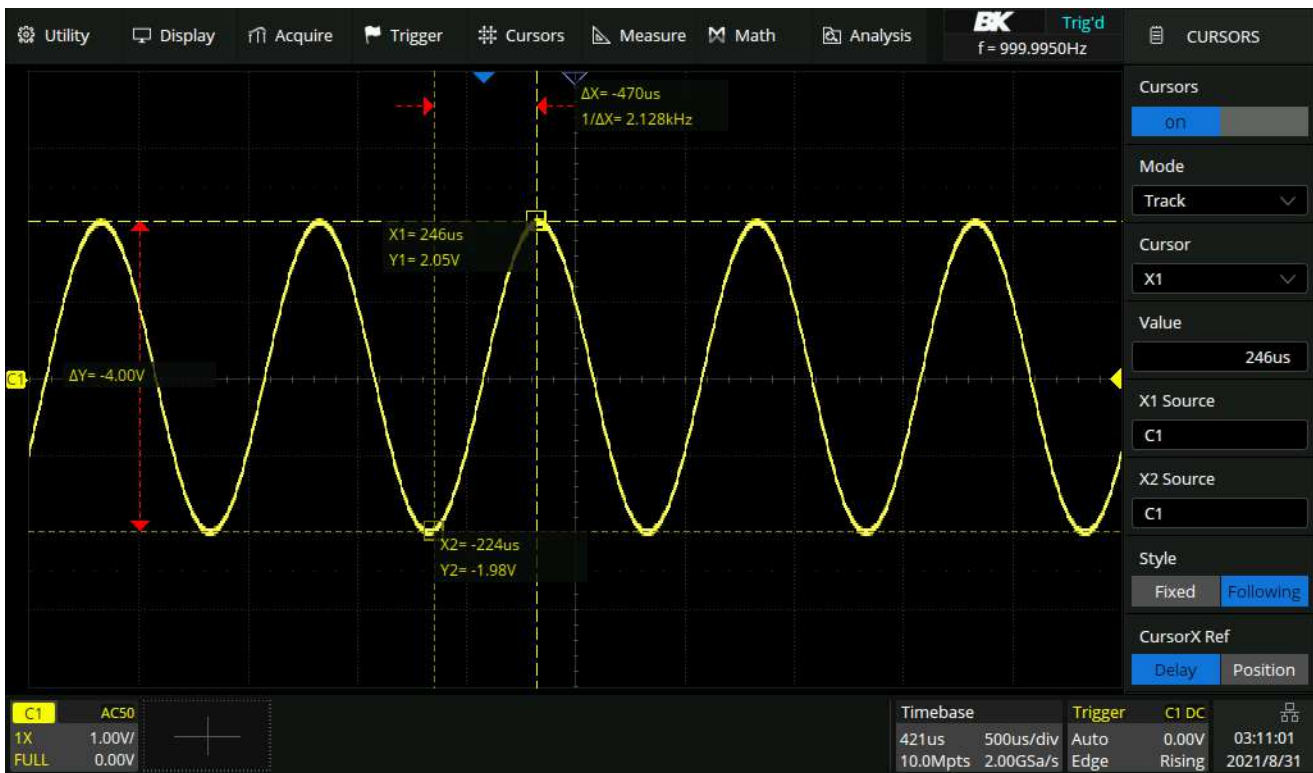 Utility Display Acquire Trigger Cursors Measure Math Analysis
BK Trig'd
f = 999.9950Hz
CURSORS
ΔX= -470us
1/ΔX= 2.128kHz
X1= 246us
Y1= 2.05V
ΔY= -4.00V
C1
X2= -224us
Y2= -1.98V
Cursors
on
Mode
Track
Cursor
X1
Value
246us
X1 Source
C1
X2 Source
C1
Style
Fixed Following
CursorX Ref
Delay Position
C1 AC50
1X 1.00V/
FULL 0.00V
Timebase
421us 500us/div
10.0Mpts 2.00GSa/s
Trigger C1 DC
Auto 0.00V
Edge Rising
03:11:01
2021/8/31